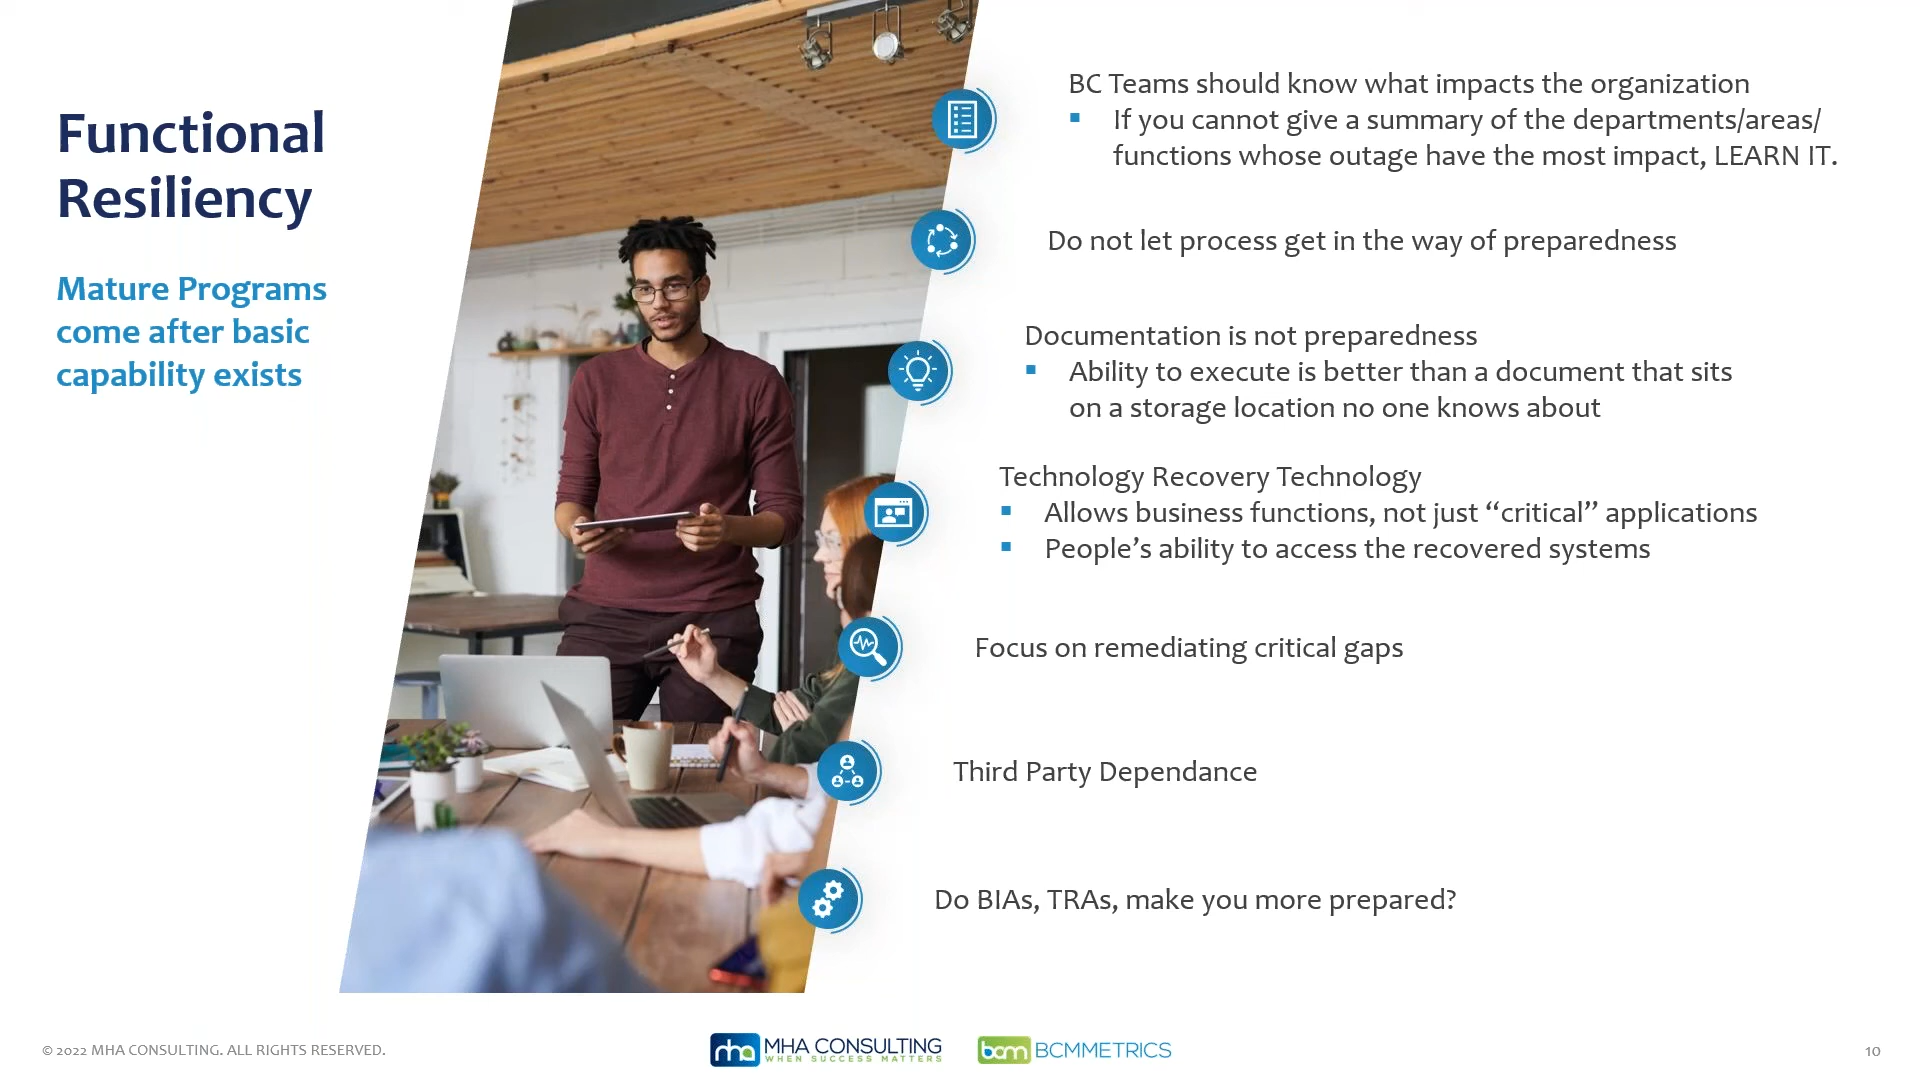 Functional
Resiliency
Mature Programs
come after basic
capability exists
BC Teams should know what impacts the organization
If you cannot give a summary of the departments/areas/
functions whose outage have the most impact, LEARN IT.
Do not let process get in the way of preparedness
Documentation is not preparedness
Ability to execute is better than a document that sits
on a storage location no one knows about
Technology Recovery Technology
Allows business functions, not just “critical” applications
People’s ability to access the recovered systems
Focus on remediating critical gaps
Third Party Dependance
Do BIAs, TRAs, make you more prepared?
© 2022 MHA CONSULTING. ALL RIGHTS RESERVED.
mha MHA CONSULTING
WHEN SUCCESS MATTERS
bcm BCMMETRICS
10